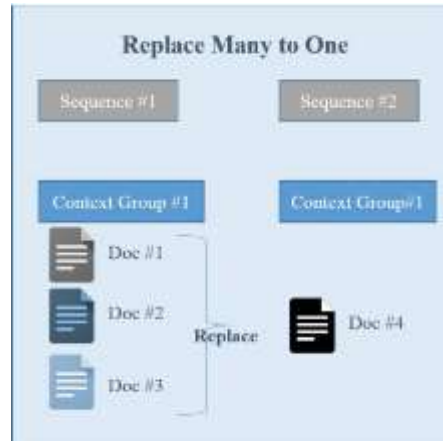 Replace Many to One
Sequence #1
Sequence #2
Context Group #1
Context Group#1
Doc #1
Doc #2
Replace
Doc #4
Doc #3